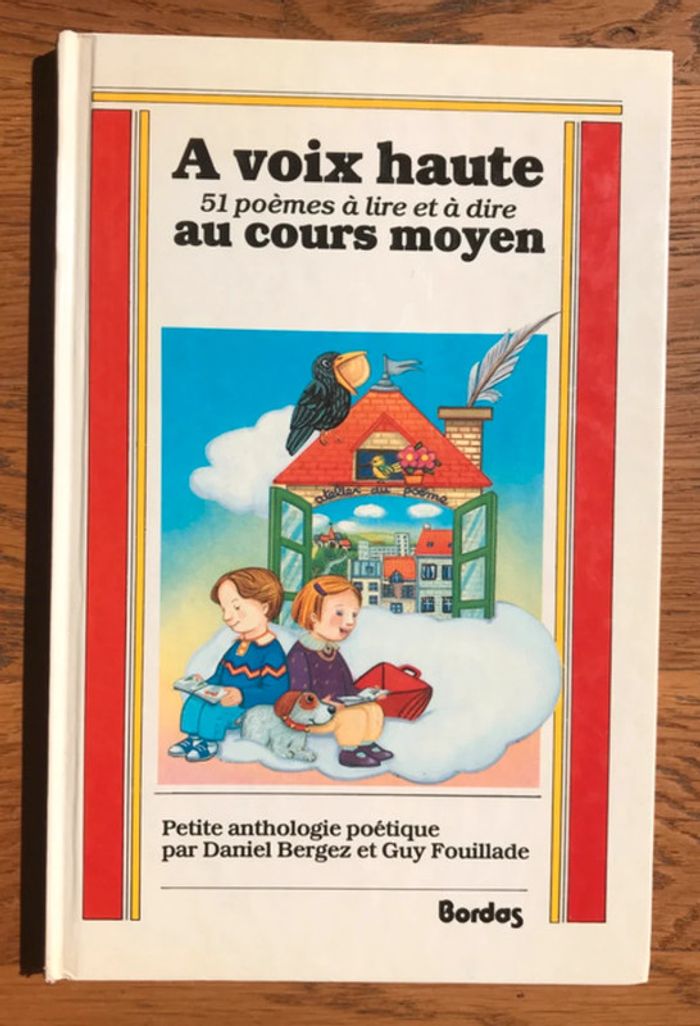 A voix haute
51 poèmes à lire et à dire
au cours moyen
atelier du poème
Petite anthologie poétique
par Daniel Bergez et Guy Fouillade
Bordas